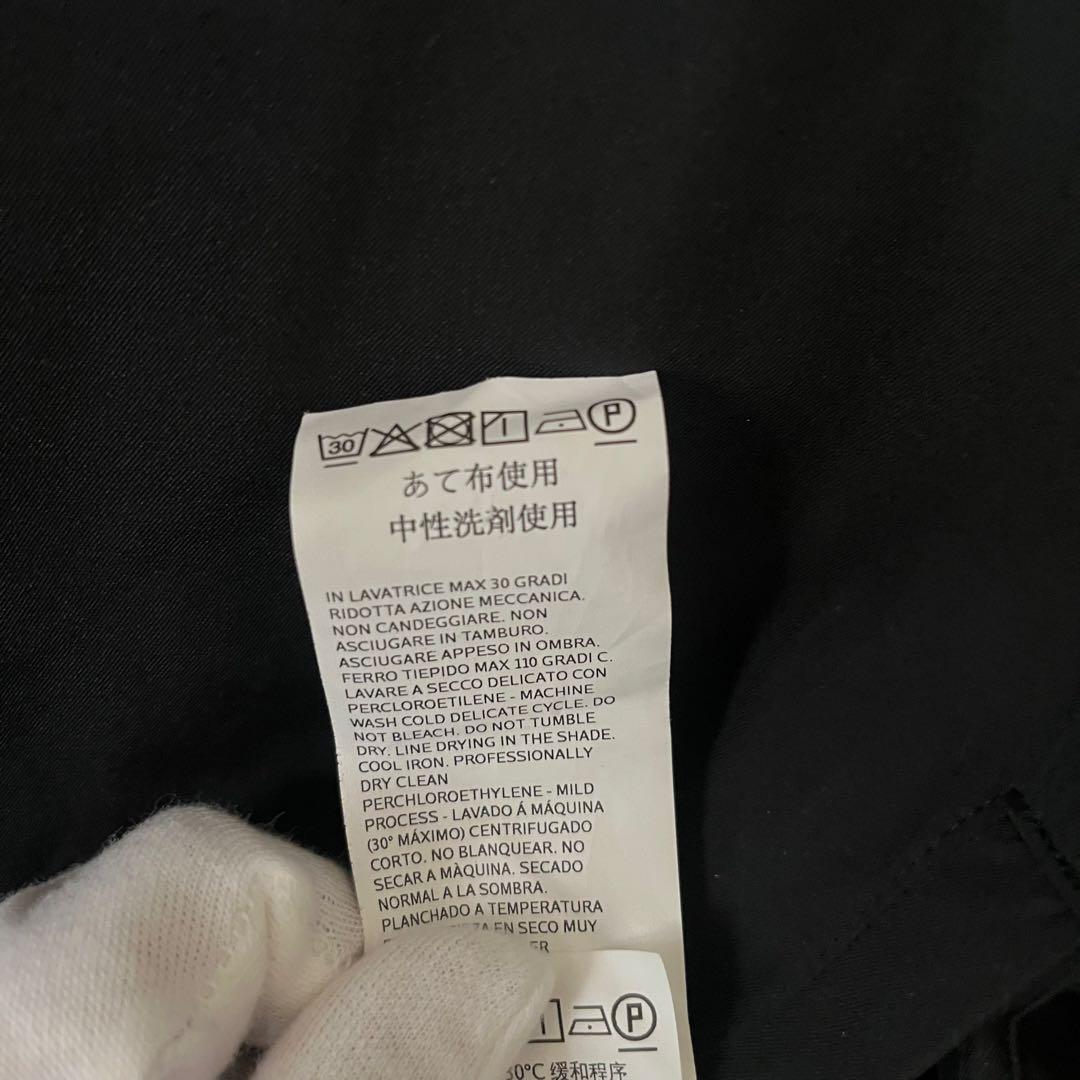 30 P
あて布使用
中性洗剤使用
IN LAVATRICE MAX 30 GRADI
RIDOTTA AZIONE MECCANICA.
NON CANDEGGIARE. NON
ASCIUGARE IN TAMBURO.
ASCIUGARE APPESO IN OMBRA.
FERRO TIEPIDO MAX 110 GRADI C.
LAVARE A SECCO DELICATO CON
PERCLOROETILENE - MACHINE
WASH COLD DELICATE CYCLE. DO
NOT BLEACH. DO NOT TUMBLE
DRY. LINE DRYING IN THE SHADE.
COOL IRON. PROFESSIONALLY
DRY CLEAN
PERCHLOROETHYLENE - MILD
PROCESS - LAVADO Á MÁQUINA
(30° MÁXIMO) CENTRIFUGADO
CORTO. NO BLANQUEAR. NO
SECAR A MÀQUINA. SECADO
NORMAL A LA SOMBRA.
PLANCHADO A TEMPERATURA
EN SECO MUY
P
30°C 缓和程序